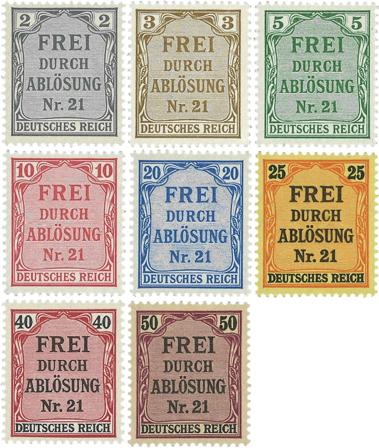 2 2
FREI
DURCH
ABLÖSUNG
Nr. 21
DEUTSCHES REICH
3 3
FREI
DURCH
ABLÖSUNG
Nr. 21
DEUTSCHES REICH
5 5
FREI
DURCH
ABLÖSUNG
Nr. 21
DEUTSCHES REICH
10 10
FREI
DURCH
ABLÖSUNG
Nr. 21
DEUTSCHES REICH
20 20
FREI
DURCH
ABLÖSUNG
Nr. 21
DEUTSCHES REICH
25 25
FREI
DURCH
ABLÖSUNG
Nr. 21
DEUTSCHES REICH
40 40
FREI
DURCH
ABLÖSUNG
Nr. 21
DEUTSCHES REICH
50 50
FREI
DURCH
ABLÖSUNG
Nr. 21
DEUTSCHES REICH